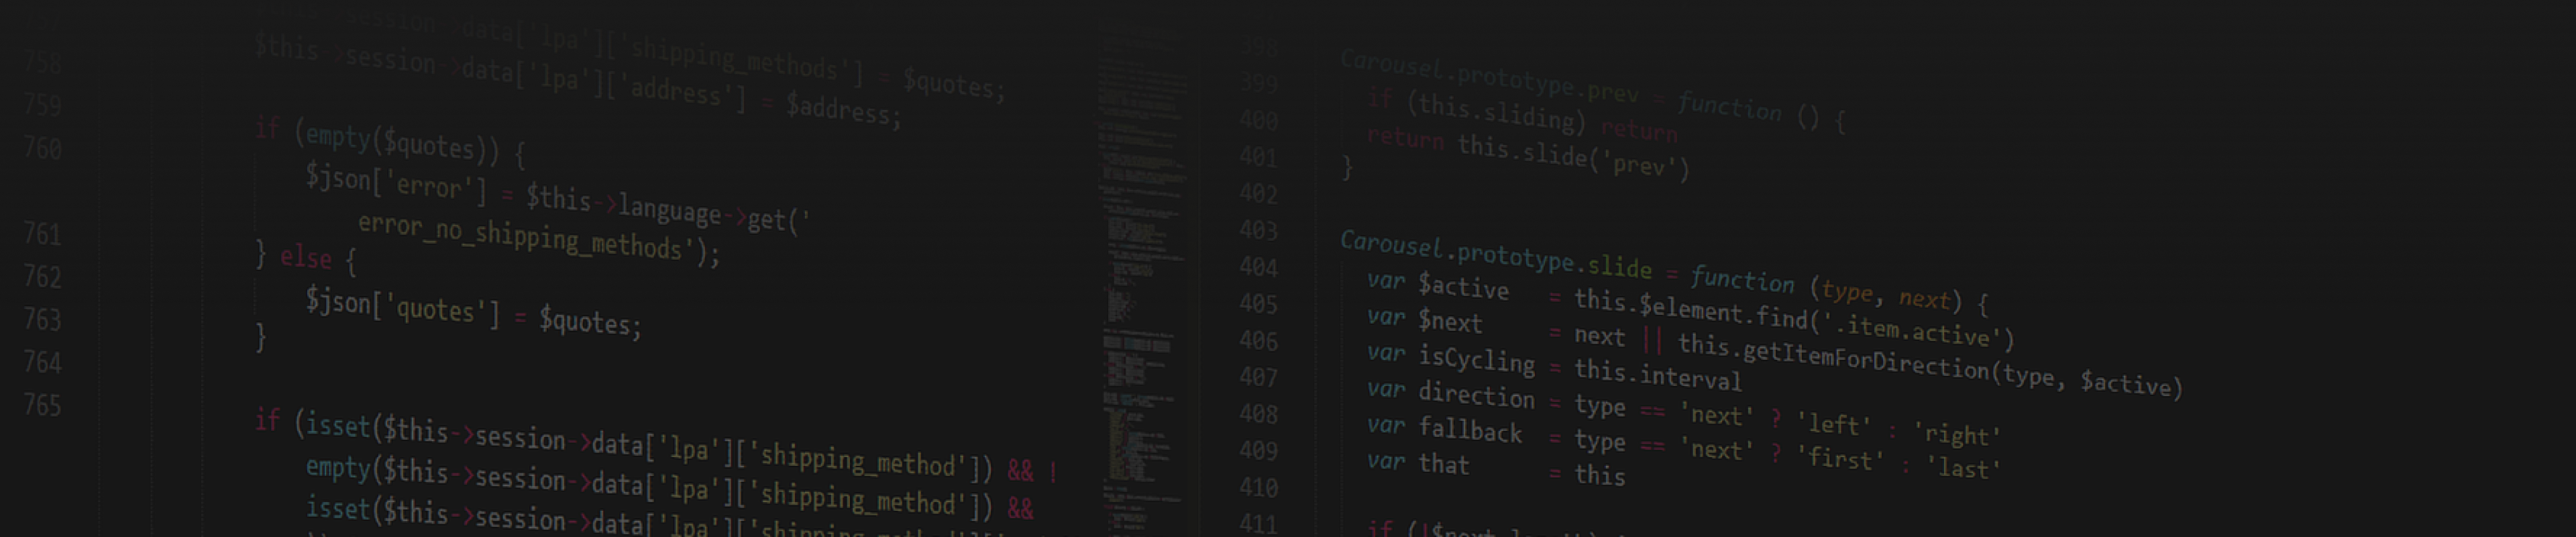 757 session->data['lpa']['shipping_methods'] = $quotes;
758 $this->session->data['lpa']['address'] = $address;
759
760 if (empty($quotes)) {
$json['error'] = $this->language->get('
error_no_shipping_methods');
761 } else {
762 $json['quotes'] = $quotes;
763 }
764
765 if (isset($this->session->data['lpa']['shipping_method']) && !
empty($this->session->data['lpa']['shipping_method']) &&
isset($this->session->data['lpa']['
398
399 Carousel.prototype.prev = function () {
400 if (this.sliding) return
401 return this.slide('prev')
402 }
403
404 Carousel.prototype.slide = function (type, next) {
405 var $active = this.$element.find('.item.active')
406 var $next = next || this.getItemForDirection(type, $active)
407 var isCycling = this.interval
408 var direction = type == 'next' ? 'left' : 'right'
409 var fallback = type == 'next' ? 'first' : 'last'
410 var that = this
411
if (!$next